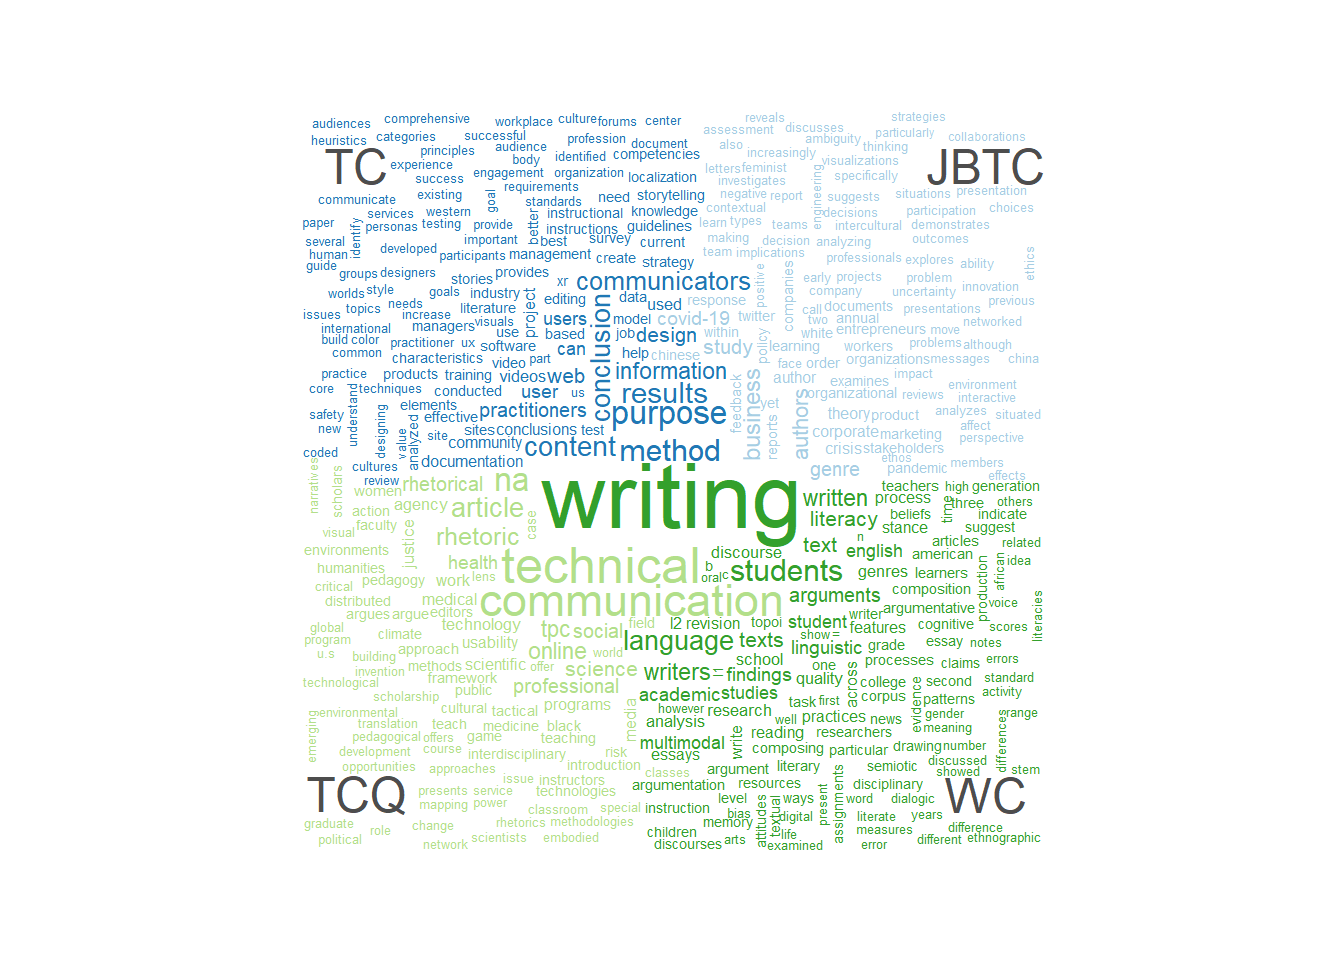 audiences comprehensive workplace culture forums center reveals strategies
heuristics categories successful profession document assessment discusses particularly
principles audience ambiguity collaborations
TC body identified competencies also increasingly thinking JBTC
experience engagement organization localization letters feminist visualizations
success requirements investigates specifically
communicate existing goal standards need storytelling negative report engineering suggests situations presentation
services western better instructional knowledge contextual decisions participation choices
paper personas testing provide instructions guidelines learn types teams intercultural demonstrates
several identify important best survey current making decision analyzing outcomes
human developed participants management create strategy team implications professionals explores ethics
guide groups designers stories provides xr communicators positive companies early projects problem ability
worlds style goals industry editing data used response company uncertainty innovation
issues topics needs increase literature project users model covid-19 twitter call documents presentations previous
international managers visuals use based conclusion job design within two annual networked
build color practitioner ux software can help chinese study policy white entrepreneurs move
common characteristics video part information learning workers problems although
practice products training videos web face order organizations messages china
core techniques conducted user us results feedback business author examines impact
understand elements practitioners purpose yet authors organizational reviews environment interactive
safety designing value analyzed effective sites conclusions test reports theory product analyzes situated
new site community content method corporate marketing affect perspective
coded documentation crisis stakeholders
cultures genre ethos pandemic members
narratives scholars review rhetorical na writing teachers high generation effects
women agency article written process time three others
action rhetoric case literacy beliefs indicate
visual faculty justice stance suggest
environments health discourse text n english articles related
humanities lens technical b students american production african idea
critical pedagogy work oral c genres learners
distributed medical communication arguments composition voice
argues argue editors field l2 revision topoi student writer argumentative literacies
global technology tpc social features cognitive scores
program climate usability language texts show = linguistic essay notes
u.s approach online world grade
building methods scientific offer science school one processes claims errors
invention framework writers l1 findings quality across college second standard
technological public professional academic studies task first corpus evidence patterns activity
scholarship cultural tactical programs media however research
environmental translation teach medicine black analysis well practices news gender range
emerging pedagogical offers game teaching multimodal write reading researchers meaning differences
development course interdisciplinary risk essays composing particular drawing number
opportunities approaches introduction classes argument literary semiotic discussed showed stem
TCQ issue instructors argumentation resources disciplinary WC
presents service technologies level attitudes textual ways present assignments word dialogic
mapping power classroom special instruction bias digital literate years
graduate role change rhetorics methodologies memory life measures difference
political scientists embodied children arts error different ethnographic
network discourses examined